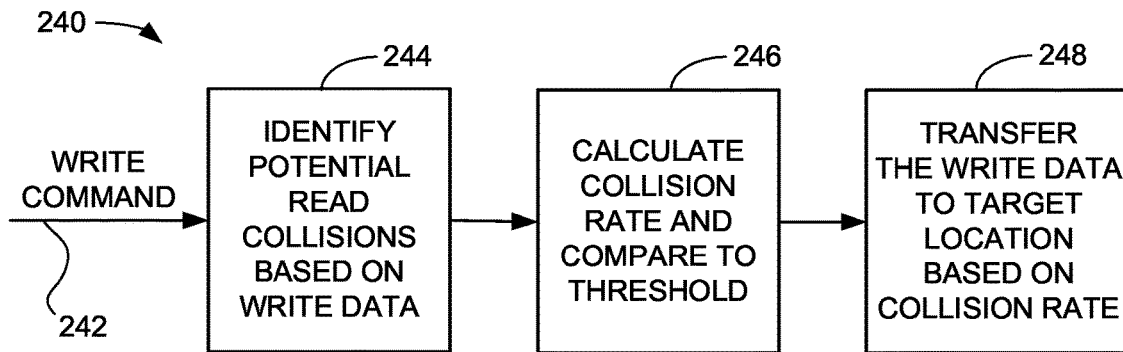 240
244
246
248
WRITE
COMMAND
242
IDENTIFY
POTENTIAL
READ
COLLISIONS
BASED ON
WRITE DATA
CALCULATE
COLLISION
RATE AND
COMPARE TO
THRESHOLD
TRANSFER
THE WRITE DATA
TO TARGET
LOCATION
BASED ON
COLLISION RATE